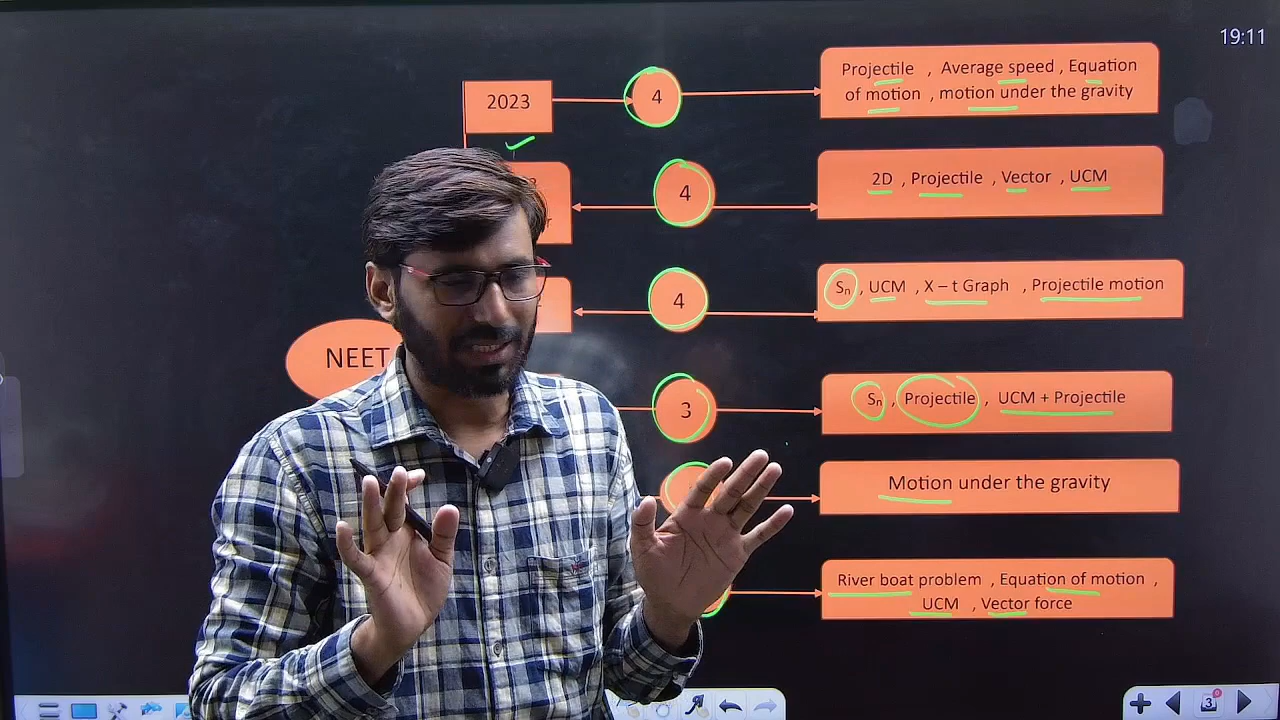 19:11
2023
4
Projectile , Average speed , Equation
of motion , motion under the gravity
4
2D , Projectile , Vector , UCM
4
Sn , UCM , X – t Graph , Projectile motion
NEET
3
Sn , Projectile , UCM + Projectile
Motion under the gravity
River boat problem , Equation of motion ,
UCM , Vector force
3